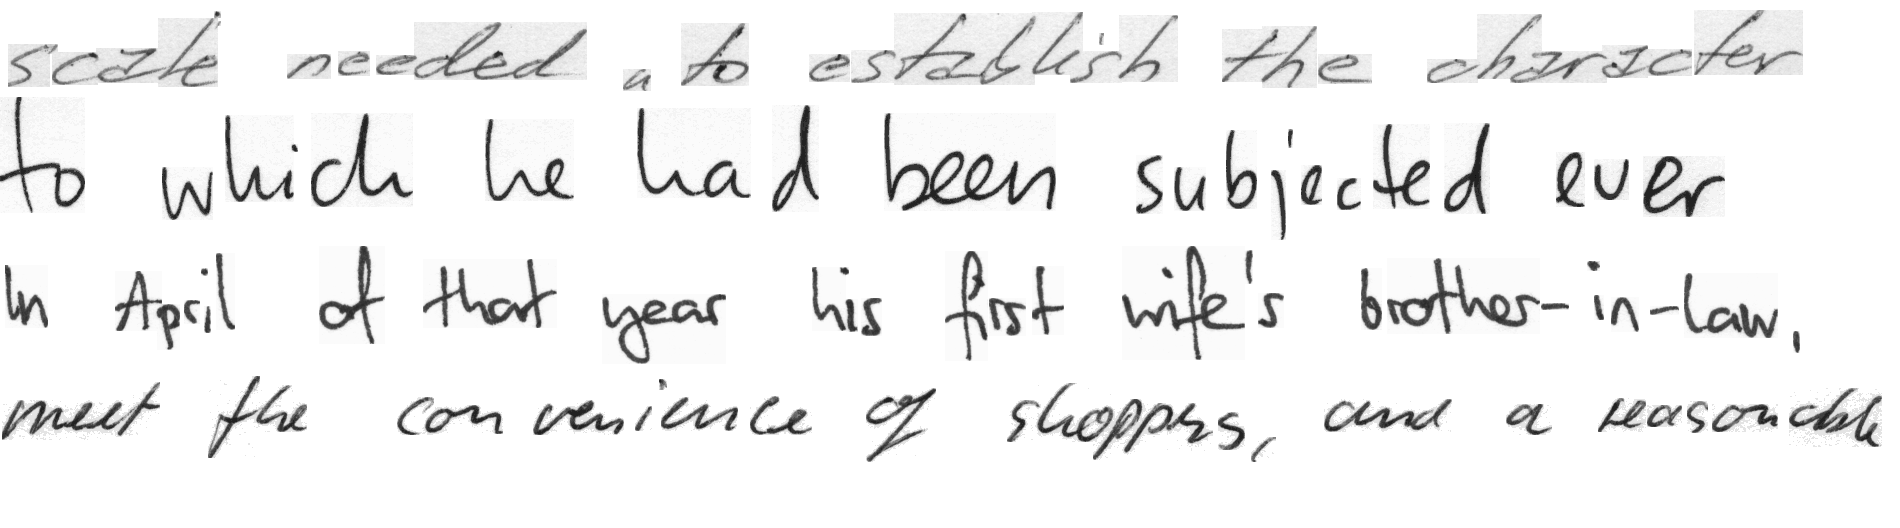 scale needed a to establish the character
to which he had been subjected ever
In April of that year his first wife's brother-in-law,
meet the convenience of shoppers, and a reasonable